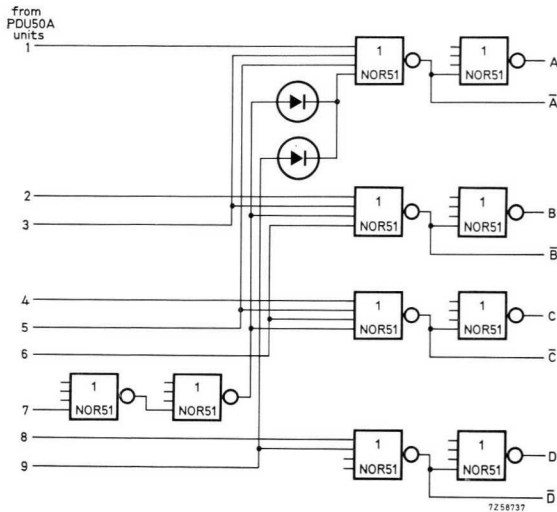 from
PDU50A
units
1
1
NOR51
1
NOR51
A
A̅
2
3
1
NOR51
1
NOR51
B
B̅
4
5
6
1
NOR51
1
NOR51
C
C̅
7
1
NOR51
1
NOR51
8
9
1
NOR51
1
NOR51
D
D̅
7Z58737